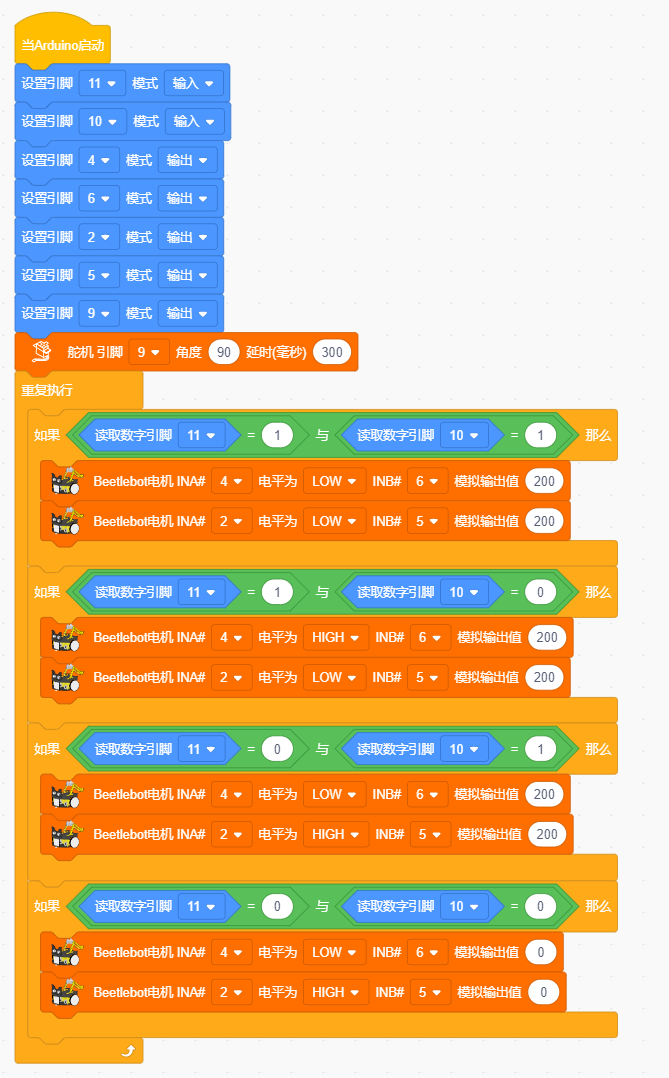 当Arduino启动
设置引脚 11 模式 输入
设置引脚 10 模式 输入
设置引脚 4 模式 输出
设置引脚 6 模式 输出
设置引脚 2 模式 输出
设置引脚 5 模式 输出
设置引脚 9 模式 输出
舵机 引脚 9 角度 90 延时(毫秒) 300
重复执行
如果 读取数字引脚 11 = 1 与 读取数字引脚 10 = 1 那么
Beetlebot电机 INA# 4 电平为 LOW INB# 6 模拟输出值 200
Beetlebot电机 INA# 2 电平为 LOW INB# 5 模拟输出值 200
如果 读取数字引脚 11 = 1 与 读取数字引脚 10 = 0 那么
Beetlebot电机 INA# 4 电平为 HIGH INB# 6 模拟输出值 200
Beetlebot电机 INA# 2 电平为 LOW INB# 5 模拟输出值 200
如果 读取数字引脚 11 = 0 与 读取数字引脚 10 = 1 那么
Beetlebot电机 INA# 4 电平为 LOW INB# 6 模拟输出值 200
Beetlebot电机 INA# 2 电平为 HIGH INB# 5 模拟输出值 200
如果 读取数字引脚 11 = 0 与 读取数字引脚 10 = 0 那么
Beetlebot电机 INA# 4 电平为 LOW INB# 6 模拟输出值 0
Beetlebot电机 INA# 2 电平为 HIGH INB# 5 模拟输出值 0